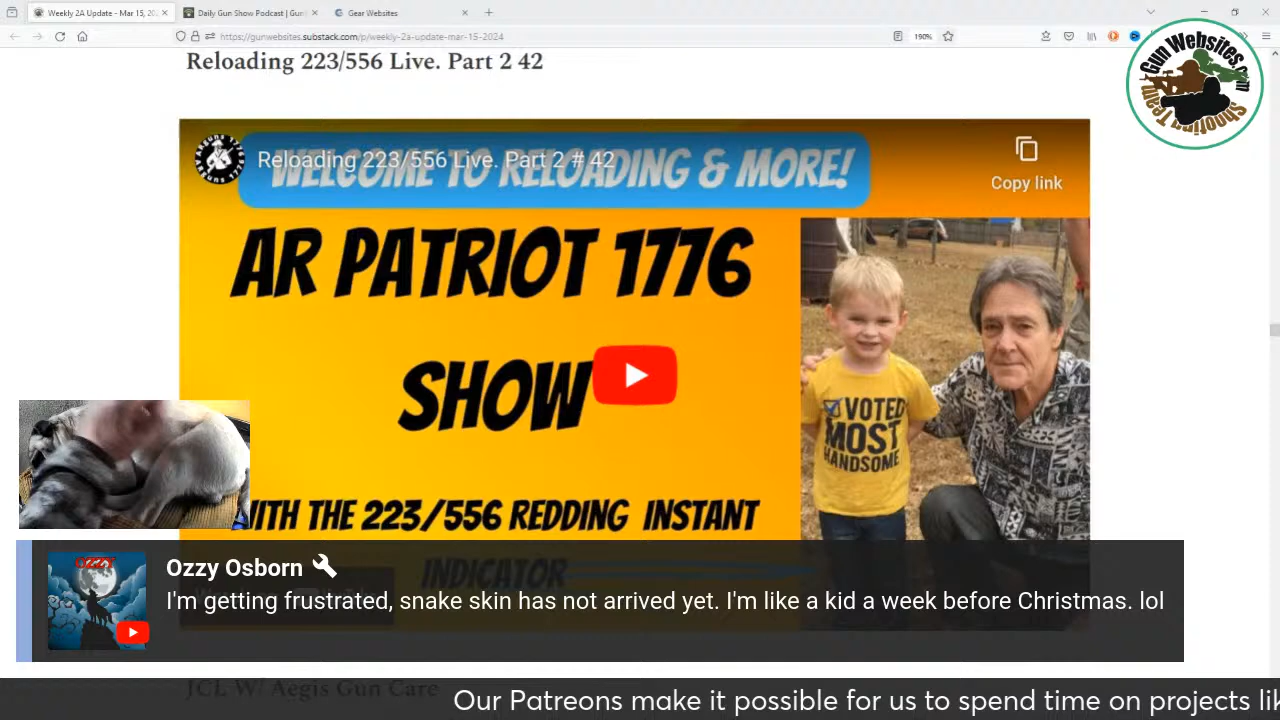 Weekly 2A Update - Mar 15, 202
Daily Gun Show Podcast | Gun
Gear Websites
https://gunwebsites.substack.com/p/weekly-2a-update-mar-15-2024
190%
Gun Websites.com
Shooting Team
Reloading 223/556 Live. Part 2 42
WELCOME TO RELOADING & MORE!
Reloading 223/556 Live. Part 2 # 42
Copy link
AR PATRIOT 1776
SHOW
VOTED
MOST
HANDSOME
WITH THE 223/556 REDDING INSTANT
INDICATOR
OZZY
Ozzy Osborn
I'm getting frustrated, snake skin has not arrived yet. I'm like a kid a week before Christmas. lol
JCL W/ Aegis Gun Care
Our Patreons make it possible for us to spend time on projects lik